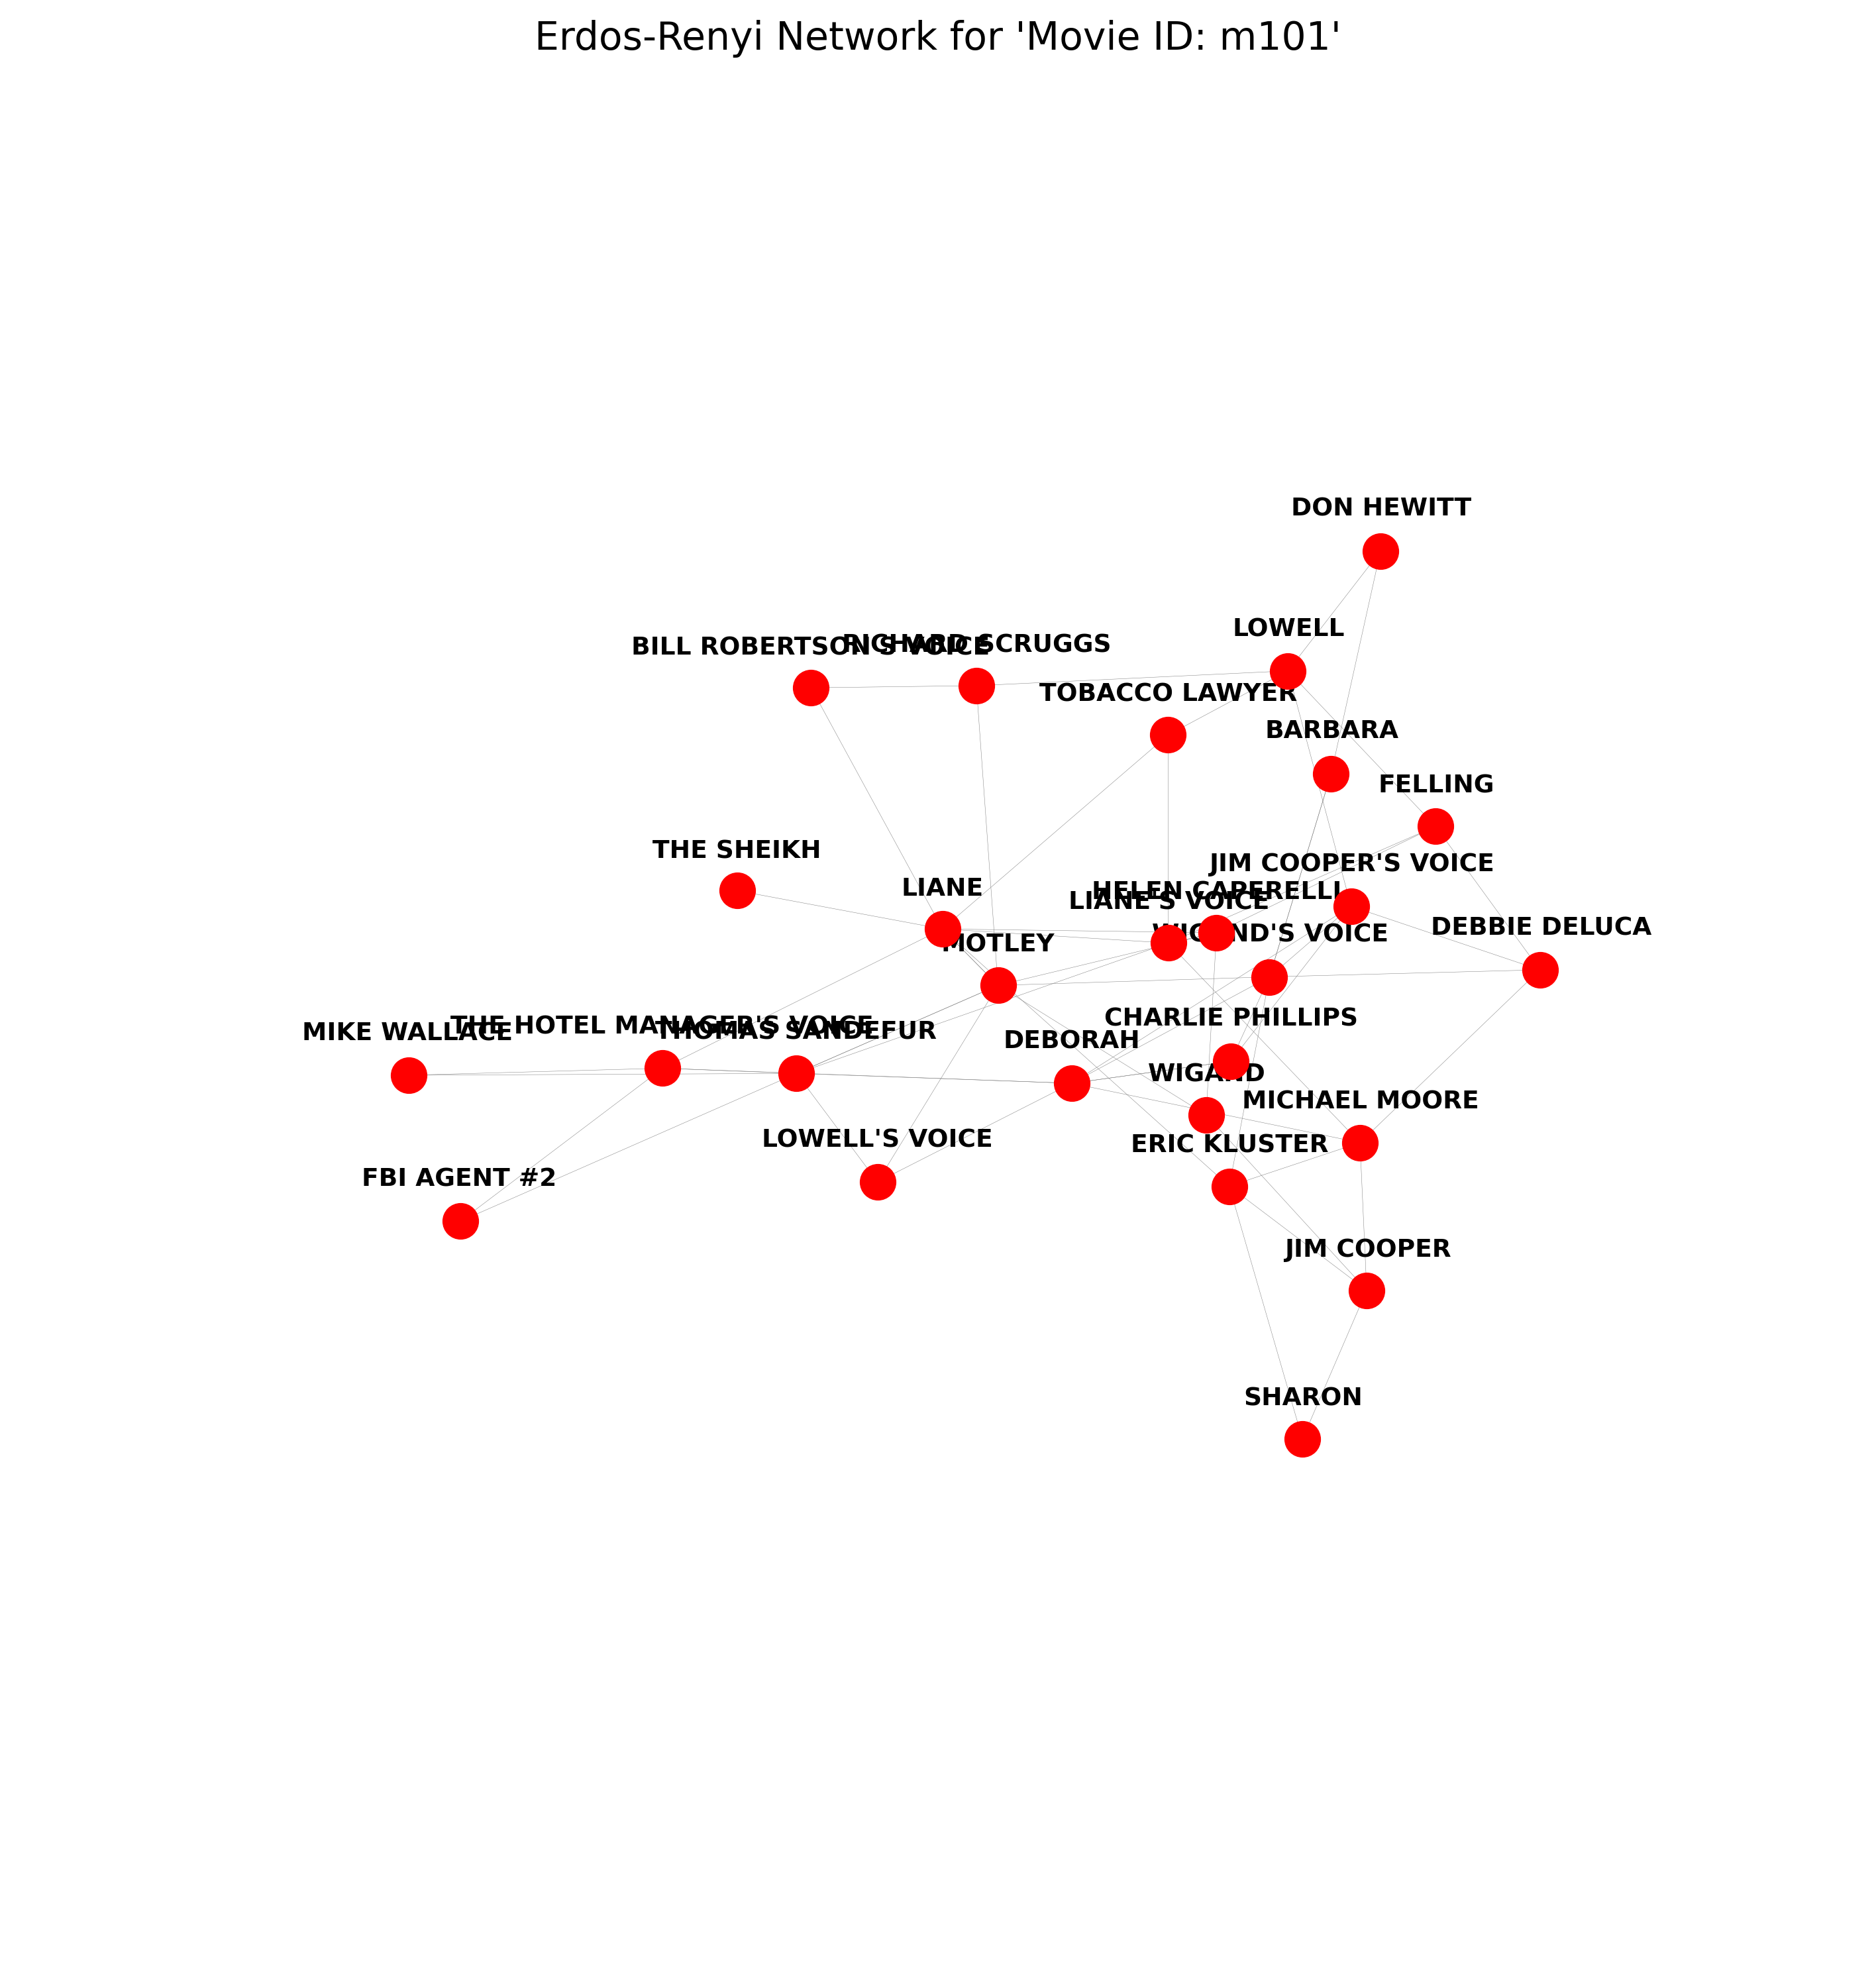 Erdos-Renyi Network for 'Movie ID: m101'
DON HEWITT
LOWELL
BILL ROBERTSON'S VOICE
RICHARD SCRUGGS
TOBACCO LAWYER
BARBARA
FELLING
THE SHEIKH
JIM COOPER'S VOICE
LIANE
HELEN CAPERELLI
LIANE'S VOICE
DEBBIE DELUCA
WIGAND'S VOICE
MOTLEY
CHARLIE PHILLIPS
THE HOTEL MANAGER'S VOICE
THOMAS SANDEFUR
MIKE WALLACE
DEBORAH
WIGAND
MICHAEL MOORE
LOWELL'S VOICE
ERIC KLUSTER
FBI AGENT #2
JIM COOPER
SHARON